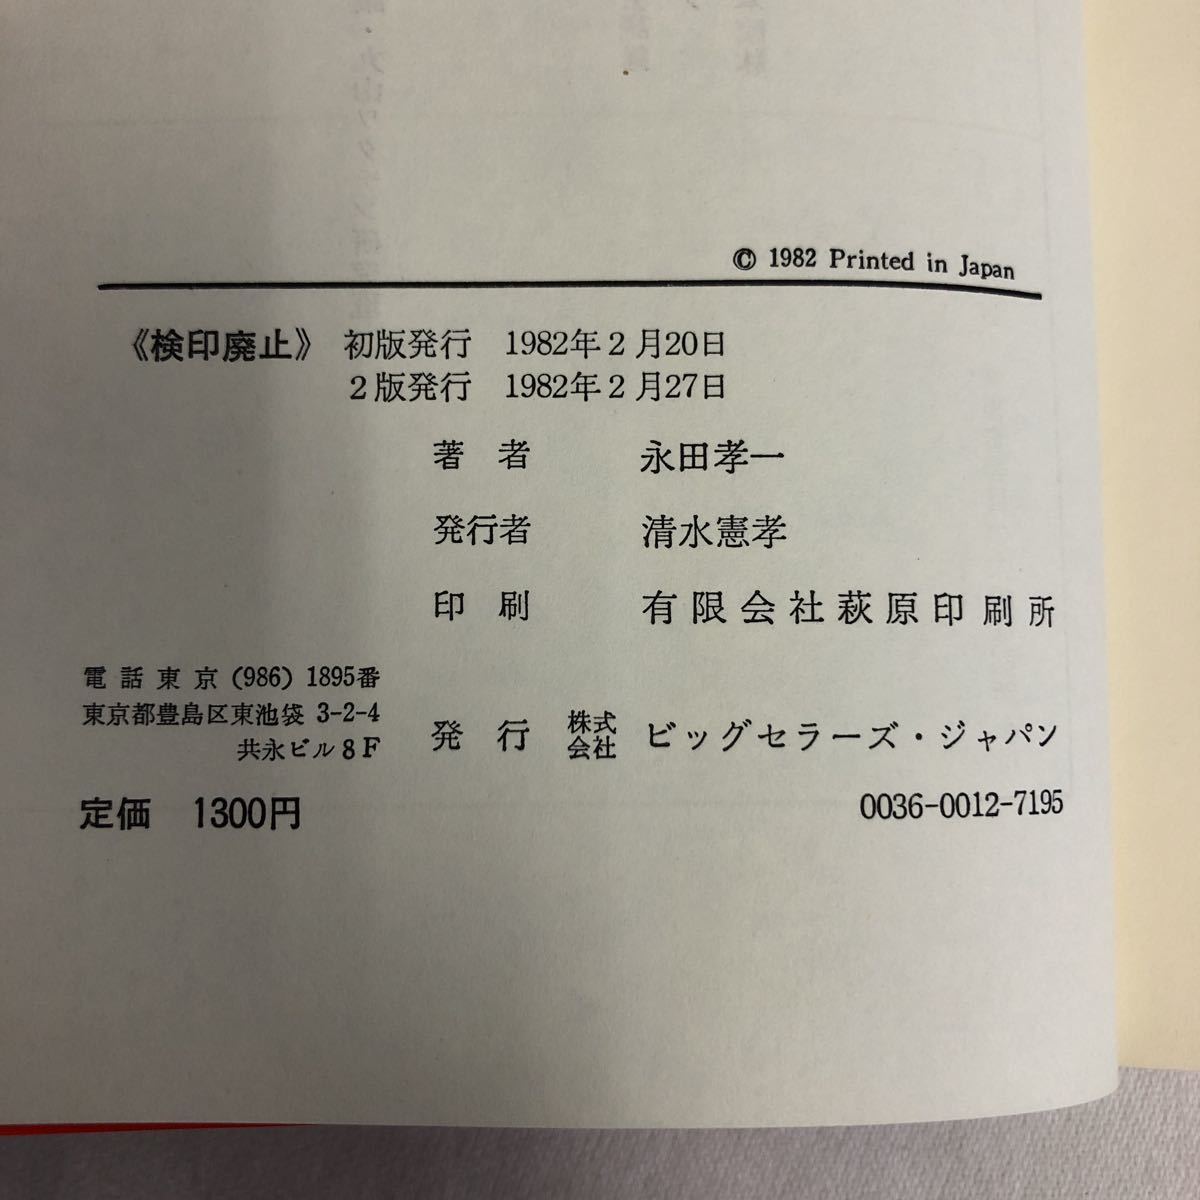 © 1982 Printed in Japan
《検印廃止》 初版発行 1982年2月20日
2版発行 1982年2月27日
著 者 永田孝一
発行者 清水憲孝
印 刷 有限会社萩原印刷所
電話東京 (986) 1895番
東京都豊島区東池袋 3-2-4
共永ビル8F
発 行 株式会社 ビッグセラーズ・ジャパン
定価 1300円
0036-0012-7195